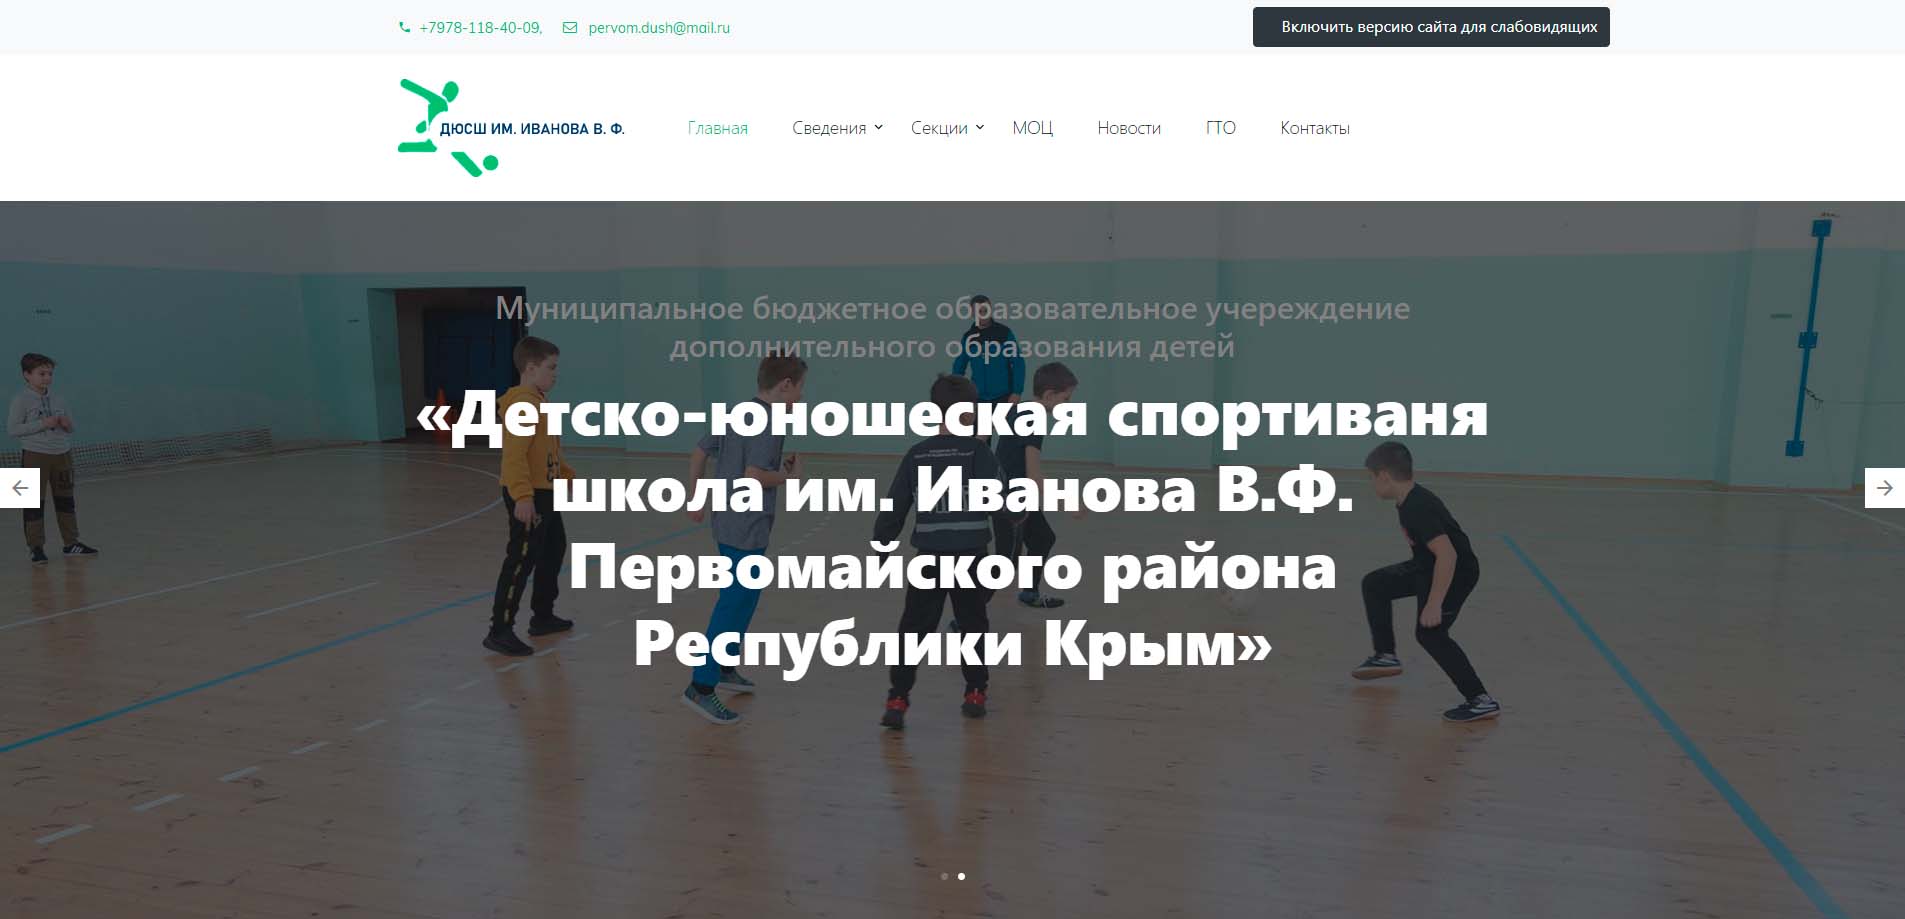 +7978-118-40-09,
pervom.dush@mail.ru
Включить версию сайта для слабовидящих
ДЮСШ ИМ. ИВАНОВА В. Ф.
Главная
Сведения
Секции
МОЦ
Новости
ГТО
Контакты
Муниципальное бюджетное образовательное учереждение
дополнительного образования детей
«Детско-юношеская спортиваня
школа им. Иванова В.Ф.
Первомайского района
Республики Крым»